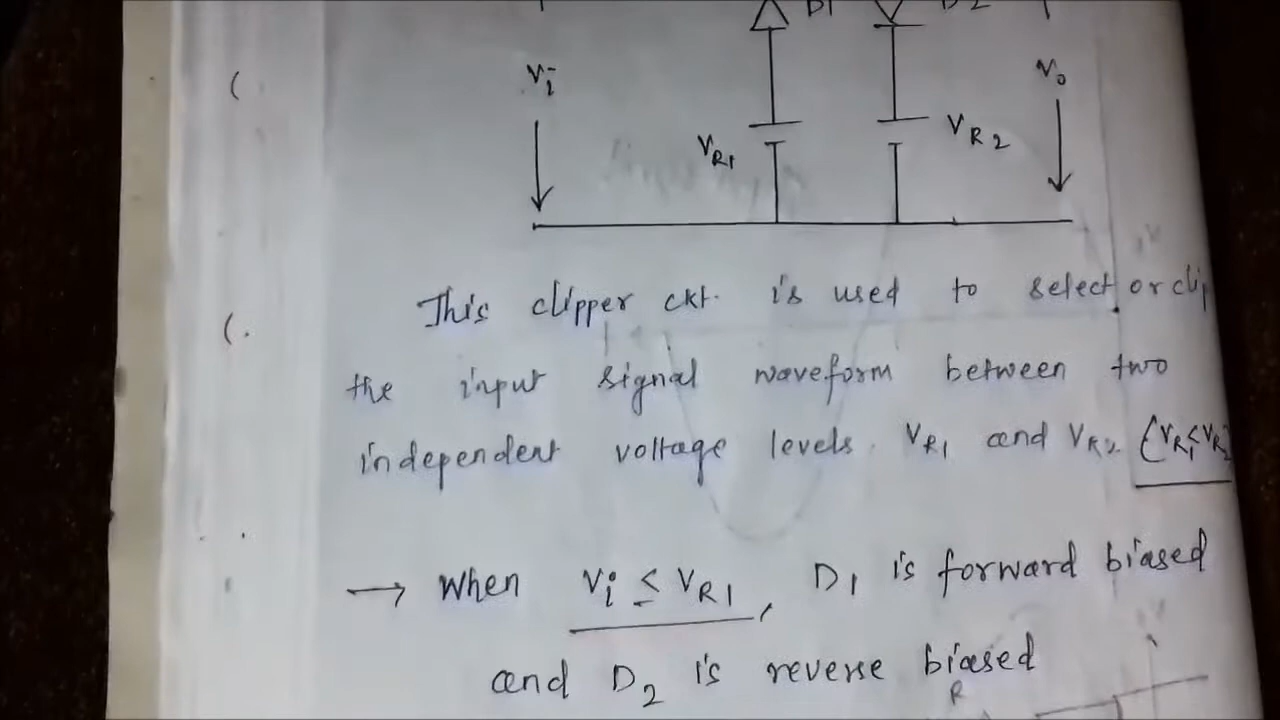 D1
D2
Vi
Vo
VR1
VR2
This clipper ckt. is used to select or clip
the input signal waveform between two
independent voltage levels. VR1 and VR2. (VR1<VR2
→ When Vi ≤ VR1, D1 is forward biased
and D2 is reverse biased
R